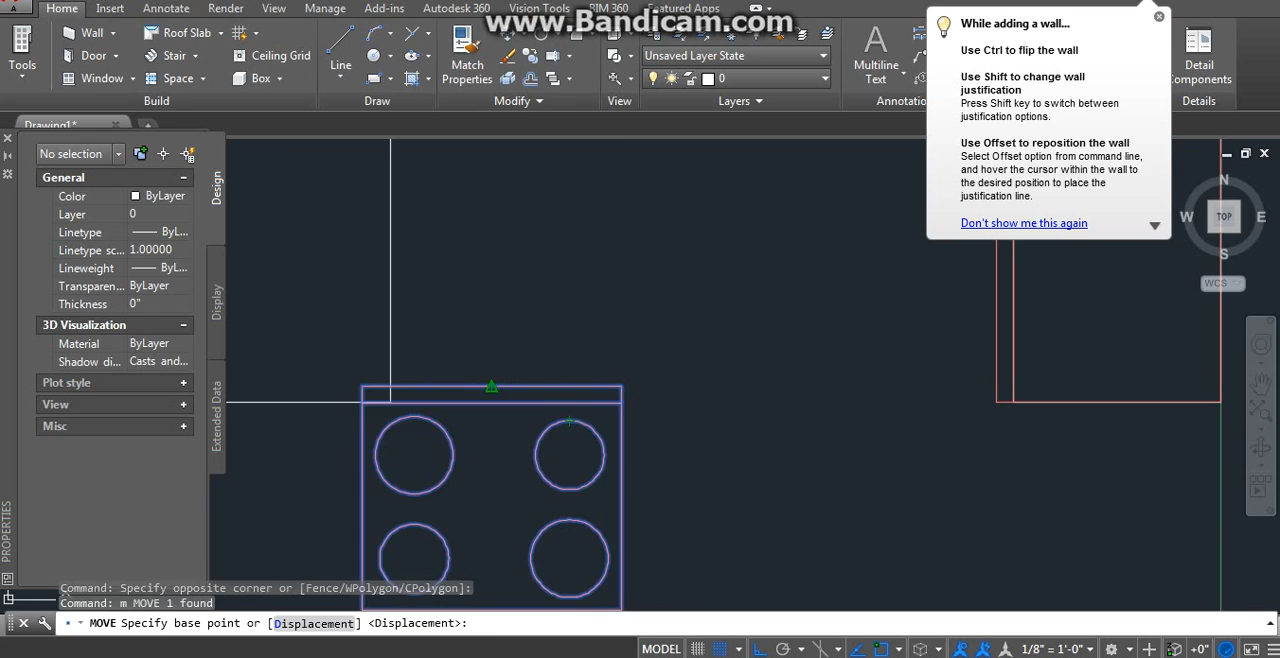 Home
Insert
Annotate
Render
View
Manage
Add-ins
Autodesk 360
Vision Tools
BIM 360
Featured Apps
www.Bandicam.com
Tools
Wall
Door
Window
Roof Slab
Stair
Space
Ceiling Grid
Box
Build
Line
Draw
Match
Properties
Modify
View
Unsaved Layer State
0
Layers
Multiline
Text
Annotatio
Detail
Components
Details
While adding a wall...
Use Ctrl to flip the wall
Use Shift to change wall
justification
Press Shift key to switch between
justification options.
Use Offset to reposition the wall
Select Offset option from command line,
and hover the cursor within the wall to
the desired position to place the
justification line.
Don't show me this again
Drawing1*
No selection
General
Color ByLayer
Layer 0
Linetype ByL...
Linetype sc... 1.00000
Lineweight ByL...
Transparen... ByLayer
Thickness 0"
3D Visualization
Material ByLayer
Shadow di... Casts and...
Plot style
View
Misc
Design
Display
Extended Data
PROPERTIES
N
W TOP E
S
WCS
Command: Specify opposite corner or [Fence/WPolygon/CPolygon]:
Command: m MOVE 1 found
MOVE Specify base point or [Displacement] <Displacement>:
MODEL
1/8" = 1'-0"
+0"